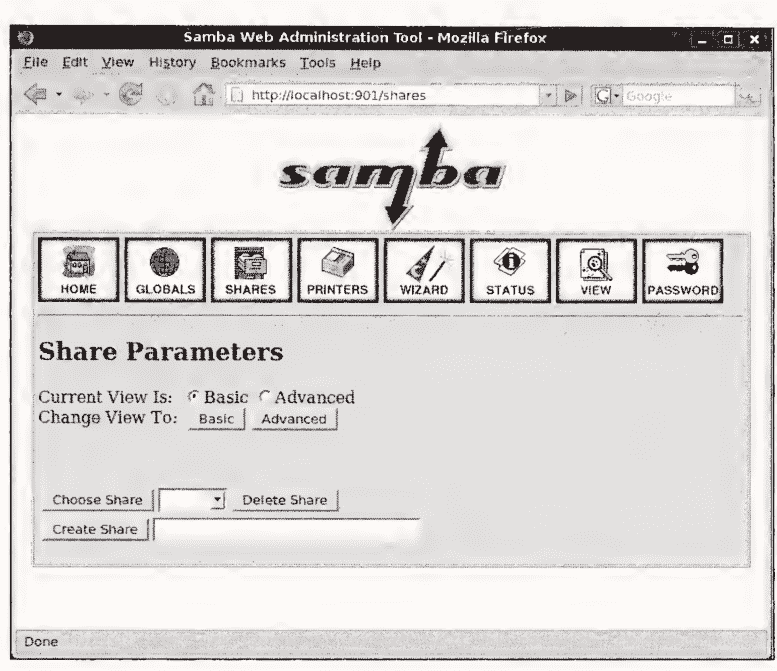 Samba Web Administration Tool - Mozilla Firefox
File Edit View History Bookmarks Tools Help
http://localhost:901/shares G Google
samba
HOME GLOBALS SHARES PRINTERS WIZARD STATUS VIEW PASSWORD
Share Parameters
Current View Is: Basic Advanced
Change View To: Basic Advanced
Choose Share Delete Share
Create Share
Done